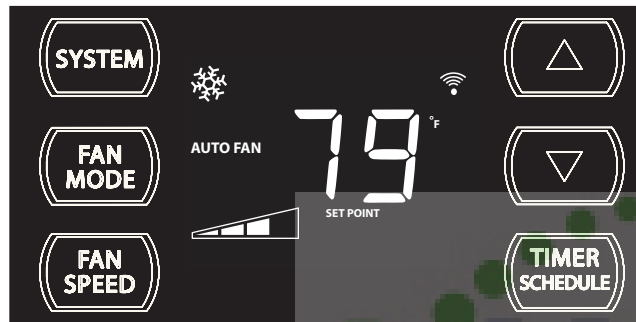 SYSTEM
FAN
MODE
FAN
SPEED
AUTO FAN
79
°F
SET POINT
TIMER
SCHEDULE